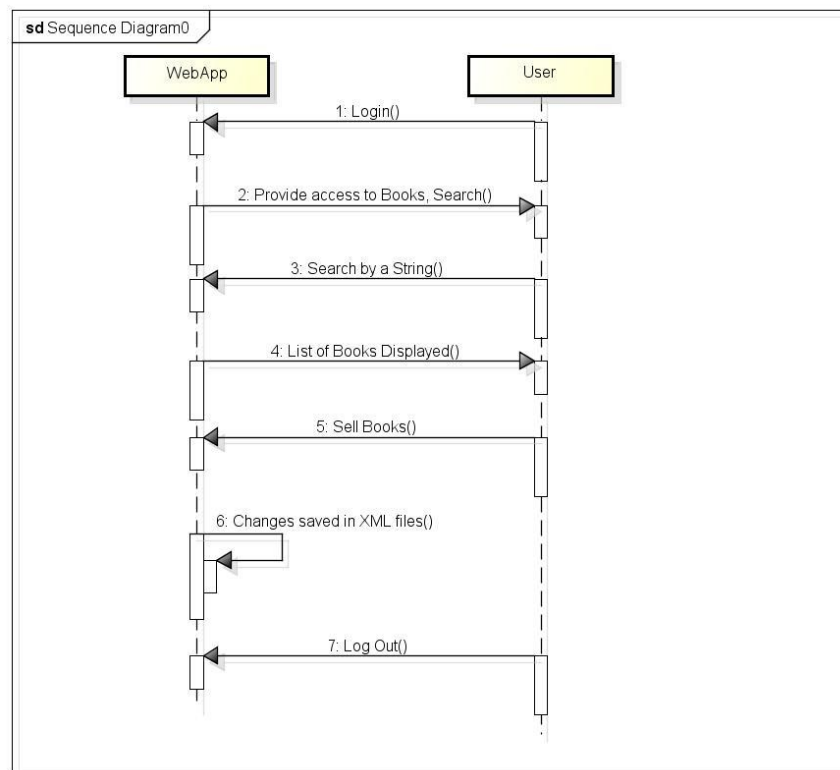 sd Sequence Diagram0
WebApp
User
1: Login()
2: Provide access to Books, Search()
3: Search by a String()
4: List of Books Displayed()
5: Sell Books()
6: Changes saved in XML files()
7: Log Out()